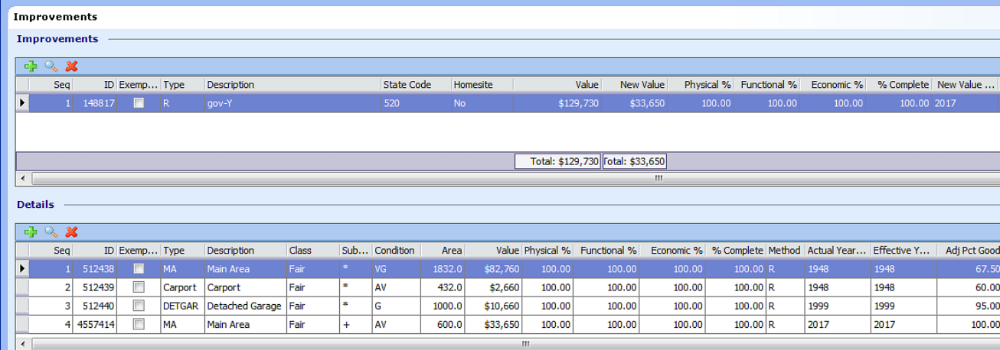 Improvements
Improvements
Seq ID Exemp... Type Description State Code Homesite Value New Value Physical % Functional % Economic % % Complete New Value ...
1 148817 R gov-Y 520 No $129,730 $33,650 100.00 100.00 100.00 100.00 2017
Total: $129,730 Total: $33,650
Details
Seq ID Exemp... Type Description Class Sub... Condition Area Value Physical % Functional % Economic % % Complete Method Actual Year... Effective Y... Adj Pct Good
1 512438 MA Main Area Fair * VG 1832.0 $82,760 100.00 100.00 100.00 100.00 R 1948 1948 67.50
2 512439 Carport Carport Fair * AV 432.0 $2,660 100.00 100.00 100.00 100.00 R 1948 1948 60.00
3 512440 DETGAR Detached Garage Fair * G 1000.0 $10,660 100.00 100.00 100.00 100.00 R 1999 1999 95.00
4 4557414 MA Main Area Fair + AV 600.0 $33,650 100.00 100.00 100.00 100.00 R 2017 2017 100.00